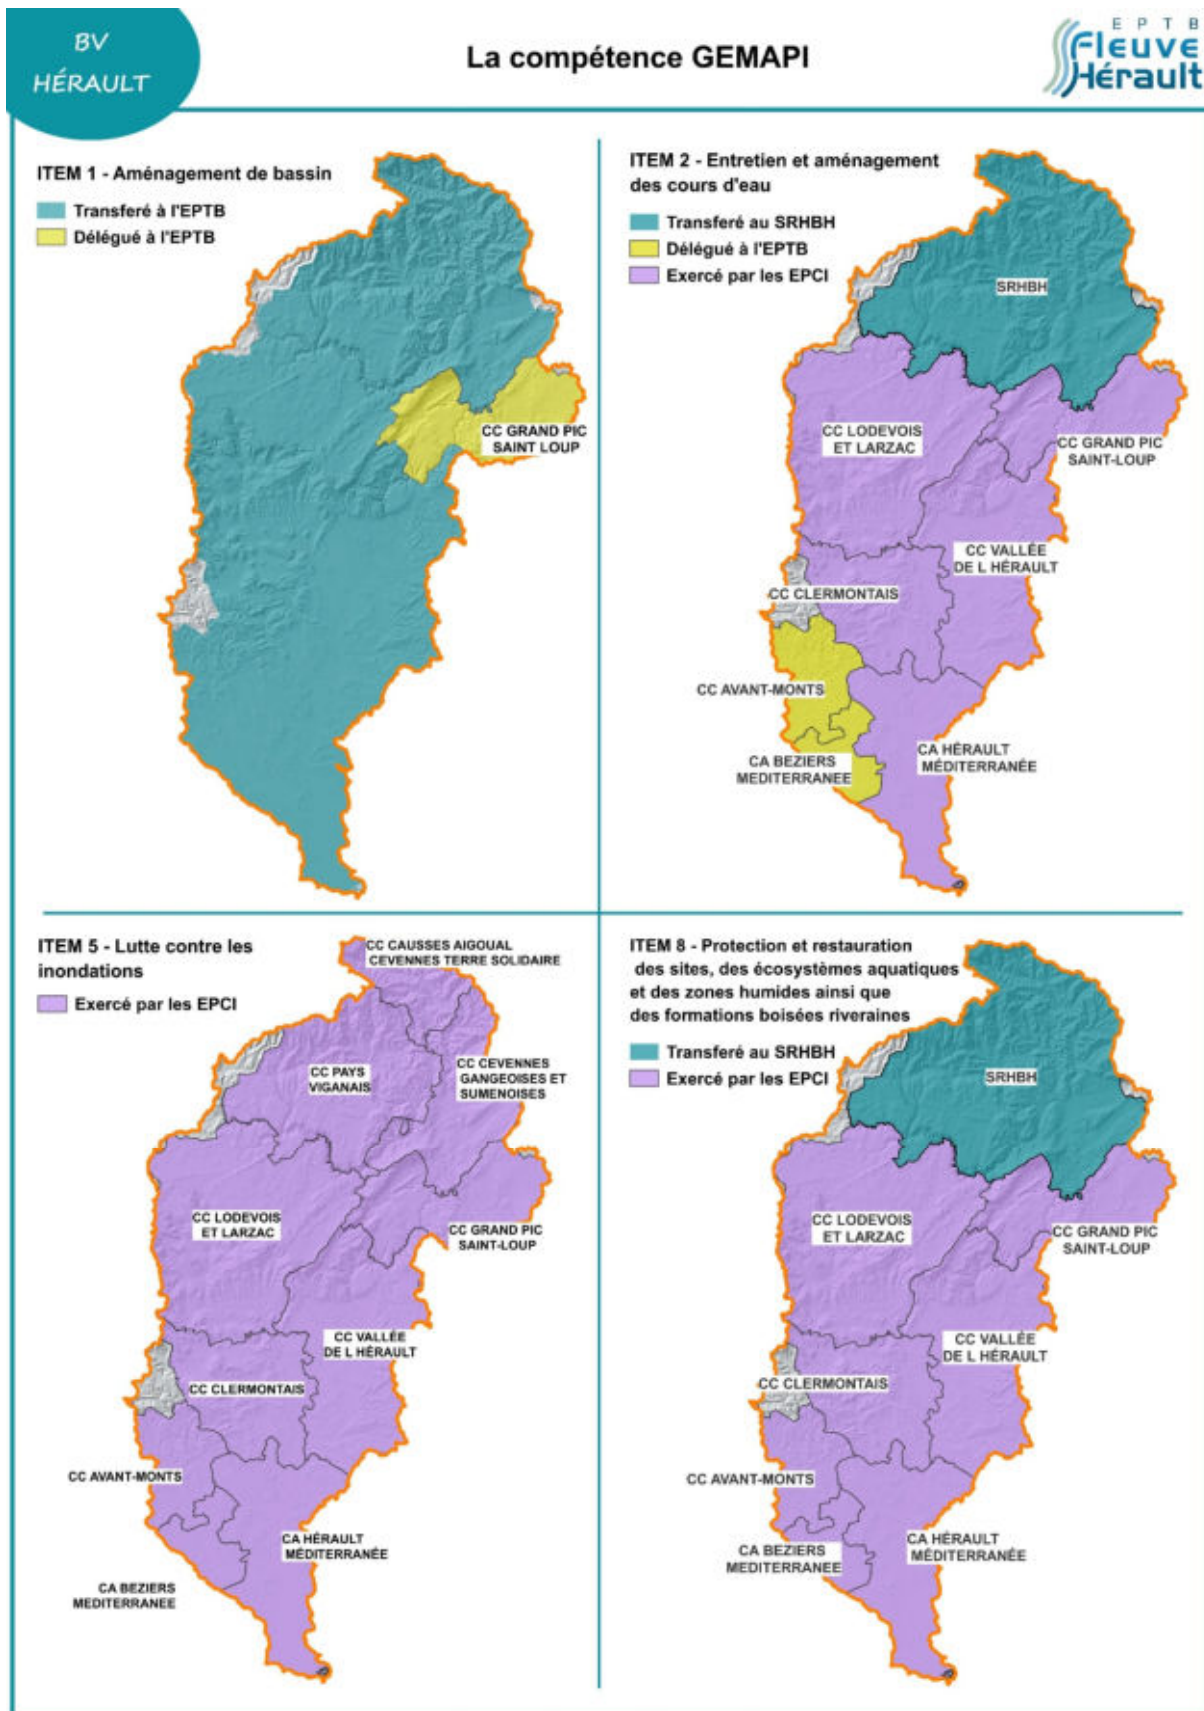 BV
HÉRAULT
La compétence GEMAPI
EPTB
Fleuve
Hérault
ITEM 1 - Aménagement de bassin
Transferé à l'EPTB
Délégué à l'EPTB
CC GRAND PIC
SAINT LOUP
ITEM 2 - Entretien et aménagement
des cours d'eau
Transferé au SRHBH
Délégué à l'EPTB
Exercé par les EPCI
SRHBH
CC LODEVOIS
ET LARZAC
CC GRAND PIC
SAINT-LOUP
CC VALLÉE
DE L HÉRAULT
CC CLERMONTAIS
CC AVANT-MONTS
CA BEZIERS
MEDITERRANEE
CA HÉRAULT
MÉDITERRANÉE
ITEM 5 - Lutte contre les
inondations
Exercé par les EPCI
CC CAUSSES AIGOUAL
CEVENNES TERRE SOLIDAIRE
CC PAYS
VIGANAIS
CC CEVENNES
GANGEOISES ET
SUMENOISES
CC LODEVOIS
ET LARZAC
CC GRAND PIC
SAINT-LOUP
CC VALLÉE
DE L HÉRAULT
CC CLERMONTAIS
CC AVANT-MONTS
CA HÉRAULT
MÉDITERRANÉE
CA BEZIERS
MEDITERRANEE
ITEM 8 - Protection et restauration
des sites, des écosystèmes aquatiques
et des zones humides ainsi que
des formations boisées riveraines
Transferé au SRHBH
Exercé par les EPCI
SRHBH
CC LODEVOIS
ET LARZAC
CC GRAND PIC
SAINT-LOUP
CC VALLÉE
DE L HÉRAULT
CC CLERMONTAIS
CC AVANT-MONTS
CA BEZIERS
MEDITERRANEE
CA HÉRAULT
MÉDITERRANÉE